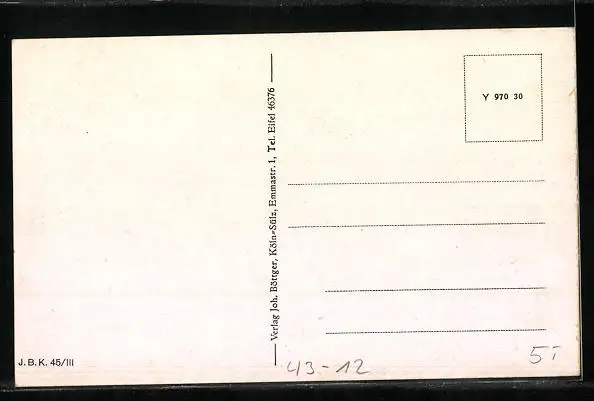 Y 970 30
Verlag Joh. Böttger, Köln=Sülz, Emmastr. 1, Tel. Eifel 46376
J. B. K. 45/III
43-12
5T